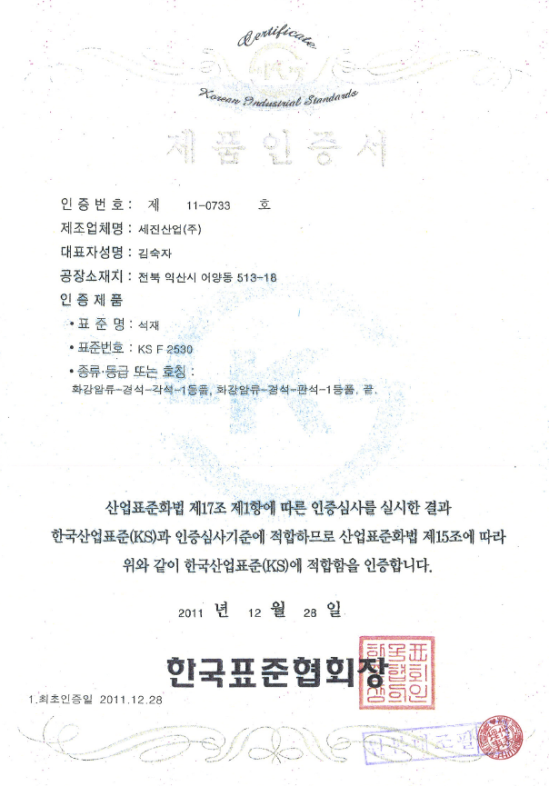 Certificate
Korean Industrial Standards
제품인증서
인증번호 : 제 11-0733 호
제조업체명 : 세진산업(주)
대표자성명 : 김숙자
공장소재지 : 전북 익산시 어양동 513-18
인증제품
• 표준명 : 석재
• 표준번호 : KS F 2530
• 종류·등급 또는 호칭 :
화강암류-경석-각석-1등품, 화강암류-경석-판석-1등품. 끝.
산업표준화법 제17조 제1항에 따른 인증심사를 실시한 결과
한국산업표준(KS)과 인증심사기준에 적합하므로 산업표준화법 제15조에 따라
위와 같이 한국산업표준(KS)에 적합함을 인증합니다.
2011 년 12 월 28 일
한국표준협회장
1.최초인증일 2011.12.28